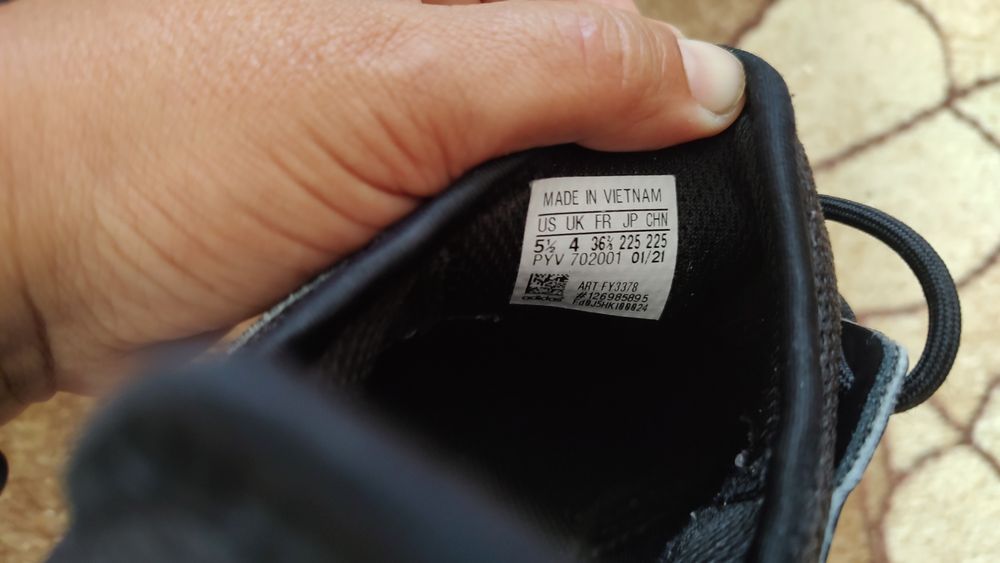 MADE IN VIETNAM
US UK FR JP CHN
5½ 4 36⅔ 225 225
PYV 702001 01/21
ART FY3378
adidas #126985895